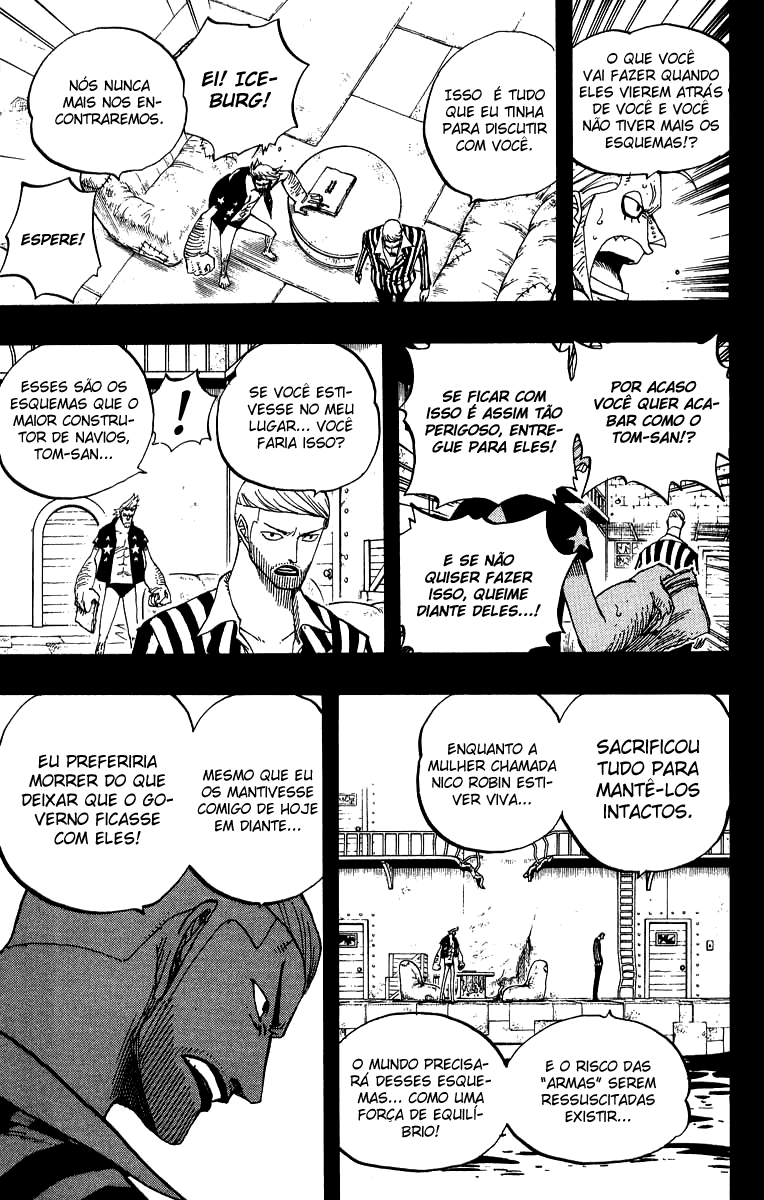 O QUE VOCÊ
VAI FAZER QUANDO
ELES VIEREM ATRÁS
DE VOCÊ E VOCÊ
NÃO TIVER MAIS OS
ESQUEMAS!?
ISSO É TUDO
QUE EU TINHA
PARA DISCUTIR
COM VOCÊ.
EI! ICE-
BURG!
NÓS NUNCA
MAIS NOS EN-
CONTRAREMOS.
ESPERE!
POR ACASO
VOCÊ QUER ACA-
BAR COMO O
TOM-SAN!?
SE FICAR COM
ISSO É ASSIM TÃO
PERIGOSO, ENTRE-
GUE PARA ELES!
E SE NÃO
QUISER FAZER
ISSO, QUEIME
DIANTE DELES...!
SE VOCÊ ESTI-
VESSE NO MEU
LUGAR... VOCÊ
FARIA ISSO?
!
ESSES SÃO OS
ESQUEMAS QUE O
MAIOR CONSTRU-
TOR DE NAVIOS,
TOM-SAN...
SACRIFICOU
TUDO PARA
MANTÊ-LOS
INTACTOS.
ENQUANTO A
MULHER CHAMADA
NICO ROBIN ESTI-
VER VIVA...
E O RISCO DAS
"ARMAS" SEREM
RESSUSCITADAS
EXISTIR...
O MUNDO PRECISA-
RÁ DESSES ESQUE-
MAS... COMO UMA
FORÇA DE EQUILÍ-
BRIO!
MESMO QUE EU
OS MANTIVESSE
COMIGO DE HOJE
EM DIANTE...
EU PREFERIRIA
MORRER DO QUE
DEIXAR QUE O GO-
VERNO FICASSE
COM ELES!